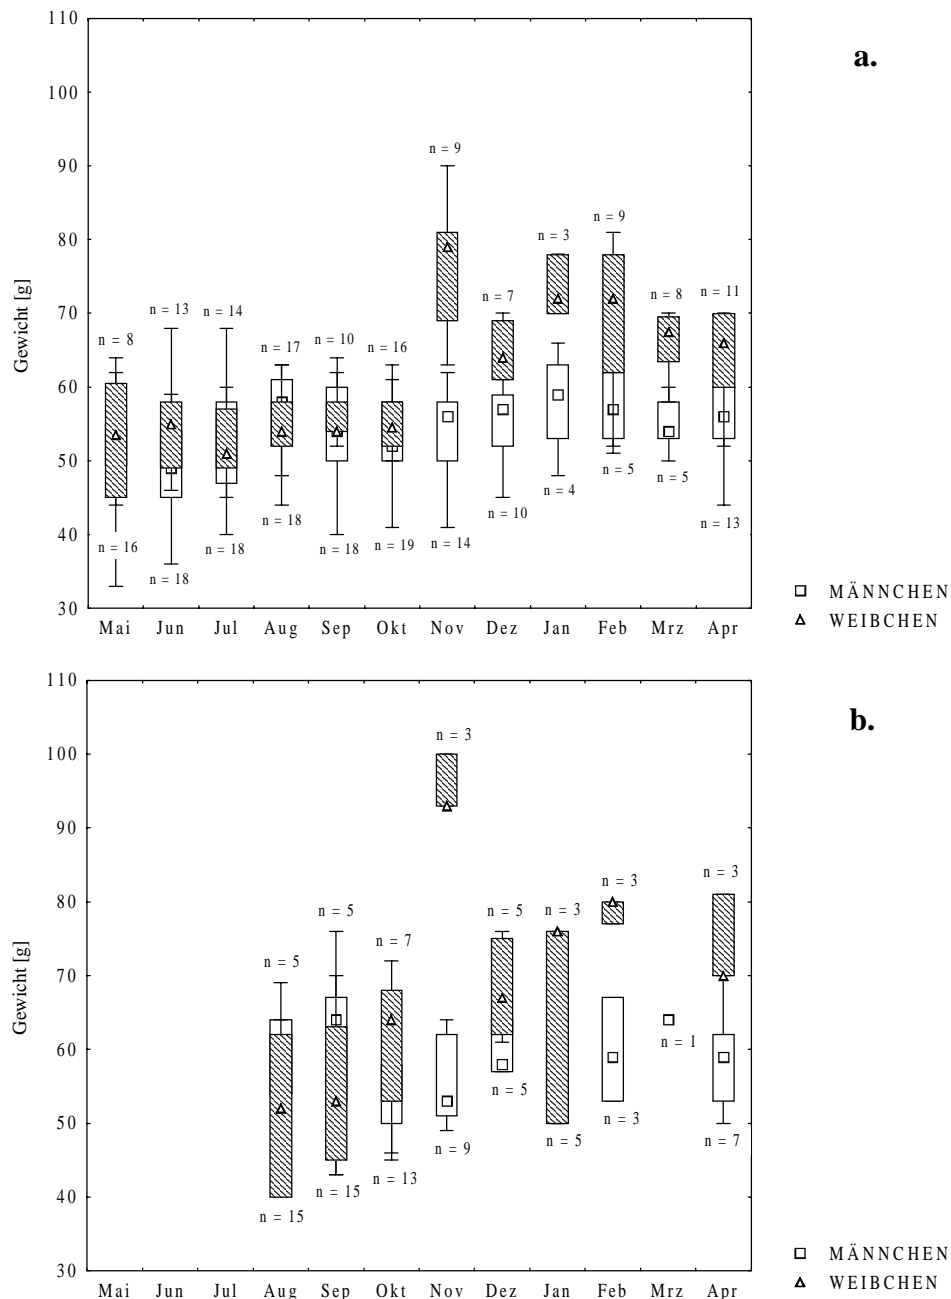 110
a.
100
90
80
70
60
50
40
30
Gewicht [g]
n = 9
n = 3
n = 9
n = 13
n = 14
n = 7
n = 8
n = 11
n = 8
n = 17
n = 10
n = 16
n = 16
n = 18
n = 18
n = 18
n = 18
n = 19
n = 14
n = 10
n = 4
n = 5
n = 5
n = 13
Mai Jun Jul Aug Sep Okt Nov Dez Jan Feb Mrz Apr
MÄNNCHEN
WEIBCHEN
110
b.
100
90
80
70
60
50
40
30
Gewicht [g]
n = 3
n = 5
n = 5
n = 7
n = 5
n = 3
n = 3
n = 3
n = 15
n = 15
n = 13
n = 9
n = 5
n = 5
n = 3
n = 1
n = 7
Mai Jun Jul Aug Sep Okt Nov Dez Jan Feb Mrz Apr
MÄNNCHEN
WEIBCHEN